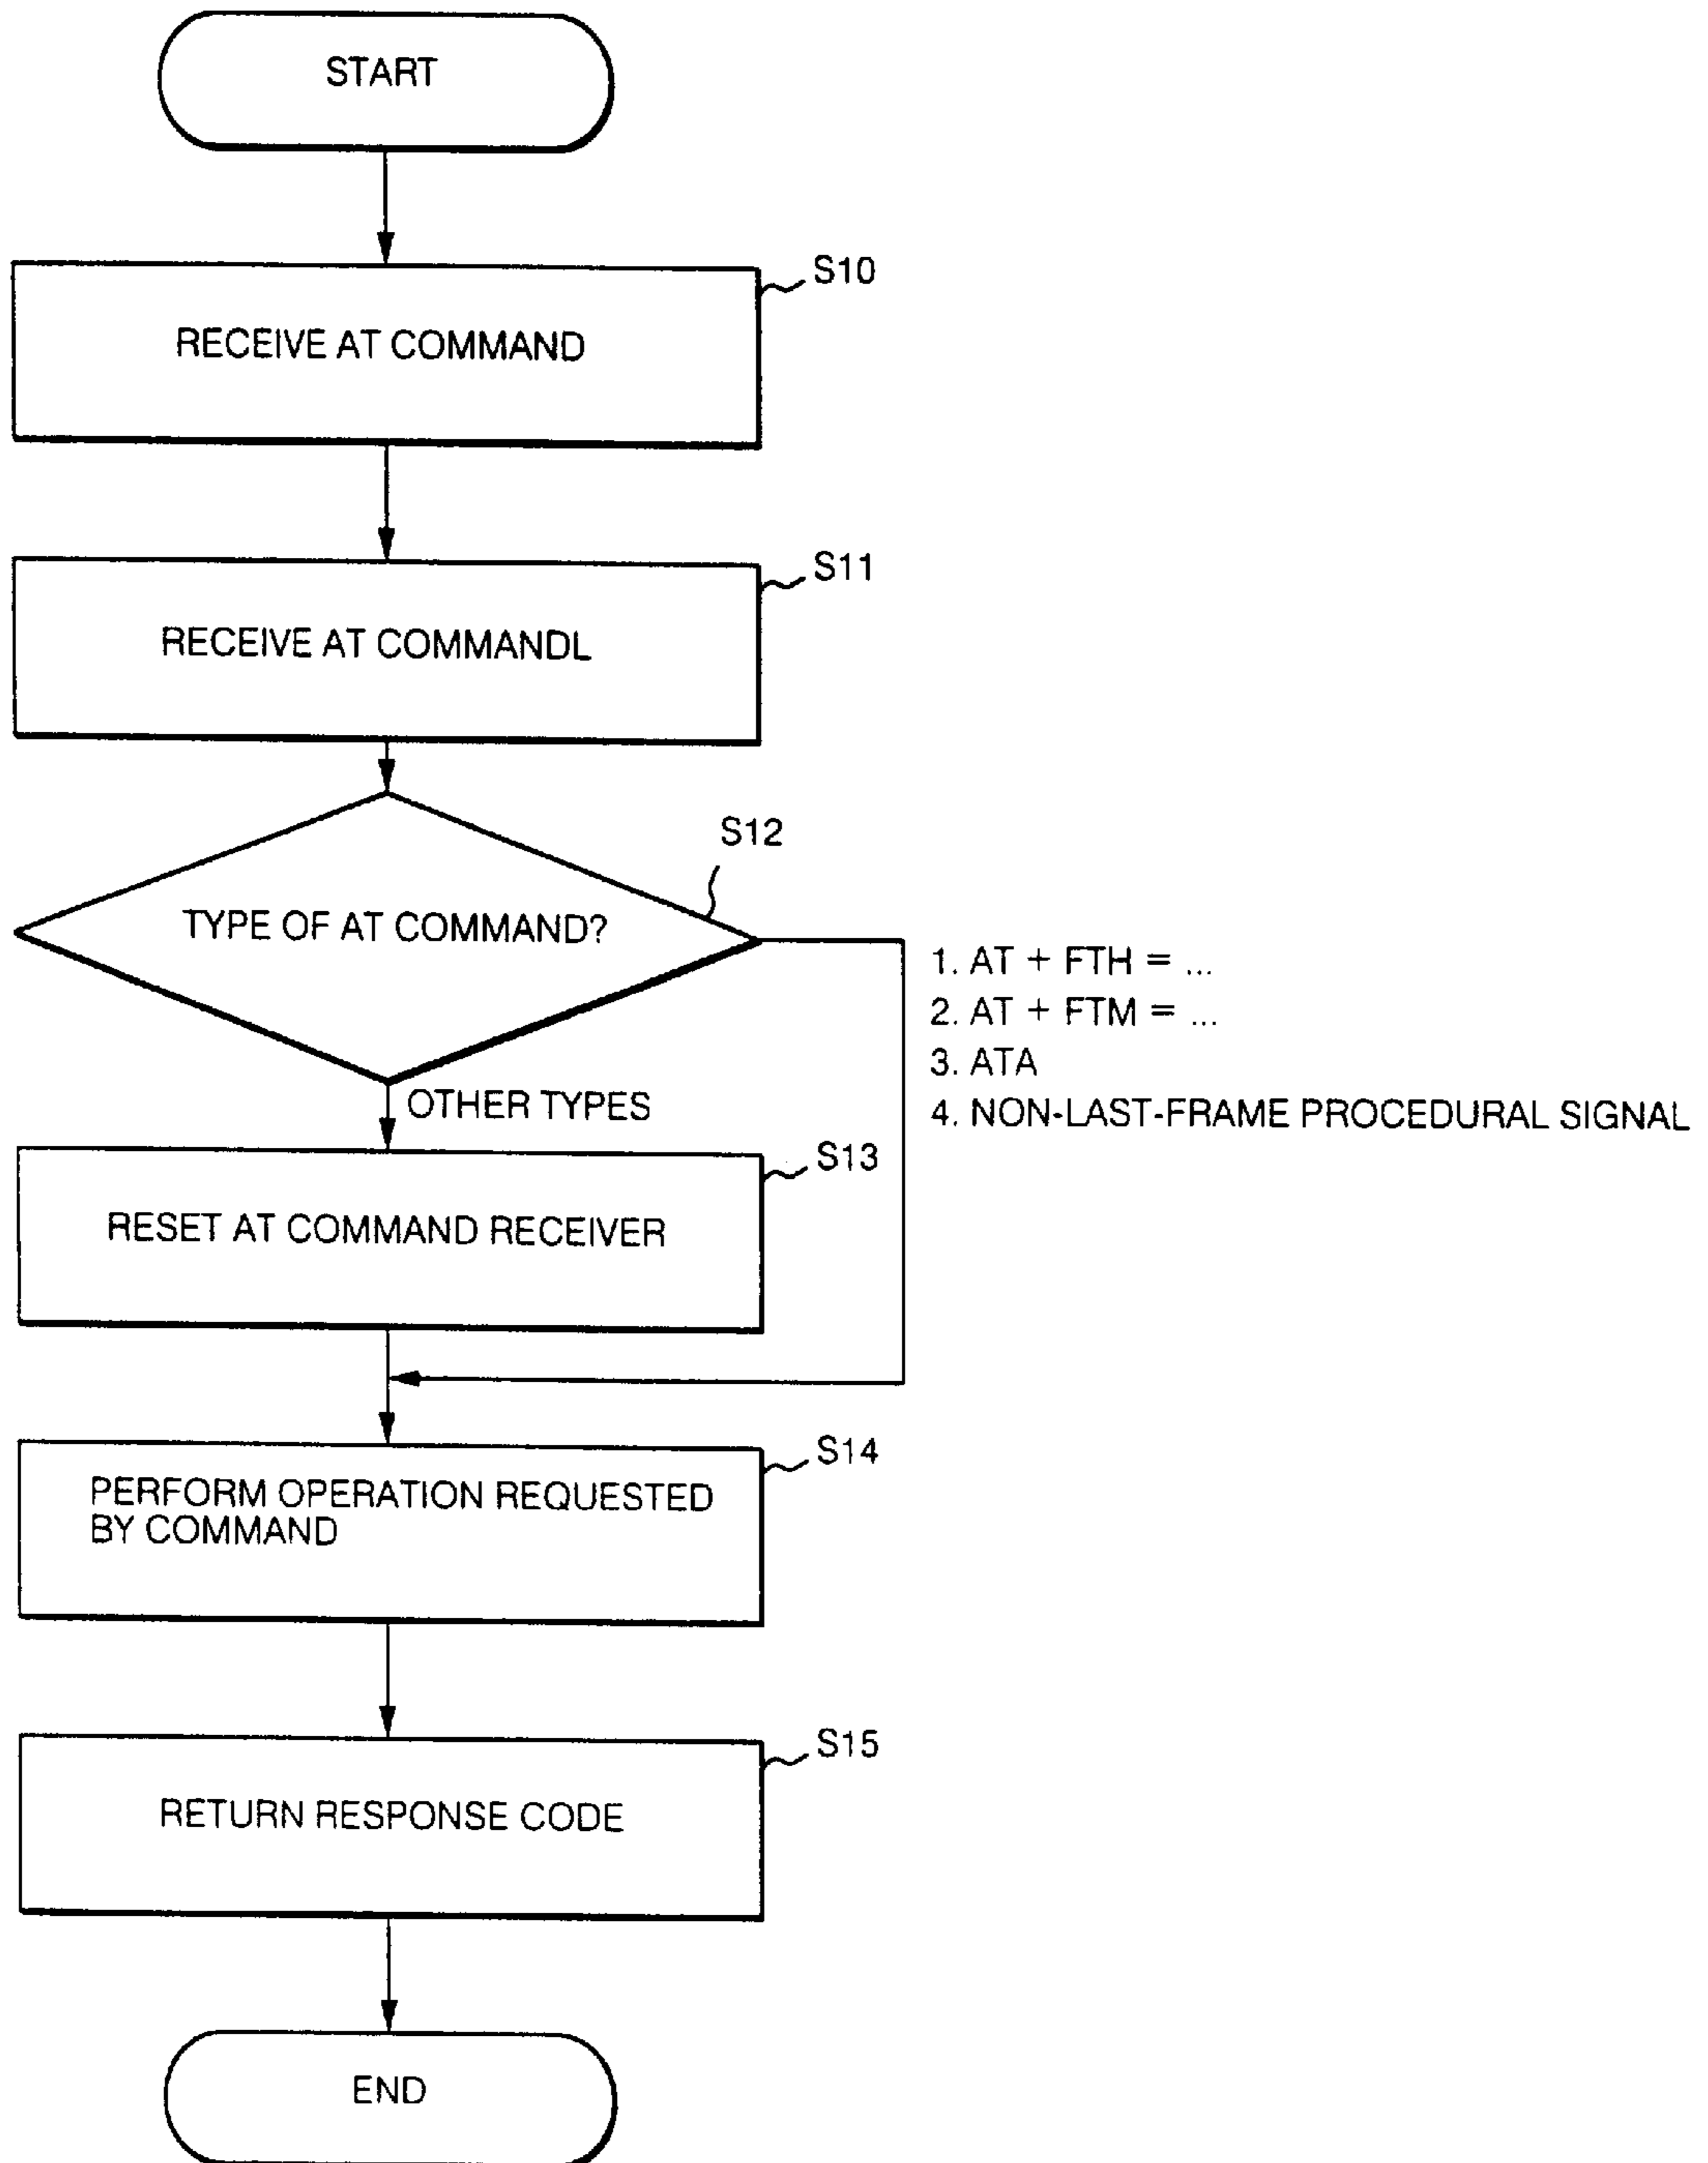 START
S10
RECEIVE AT COMMAND
S11
RECEIVE AT COMMANDL
S12
TYPE OF AT COMMAND?
1. AT + FTH = ...
2. AT + FTM = ...
3. ATA
4. NON-LAST-FRAME PROCEDURAL SIGNAL
OTHER TYPES
S13
RESET AT COMMAND RECEIVER
S14
PERFORM OPERATION REQUESTED
BY COMMAND
S15
RETURN RESPONSE CODE
END